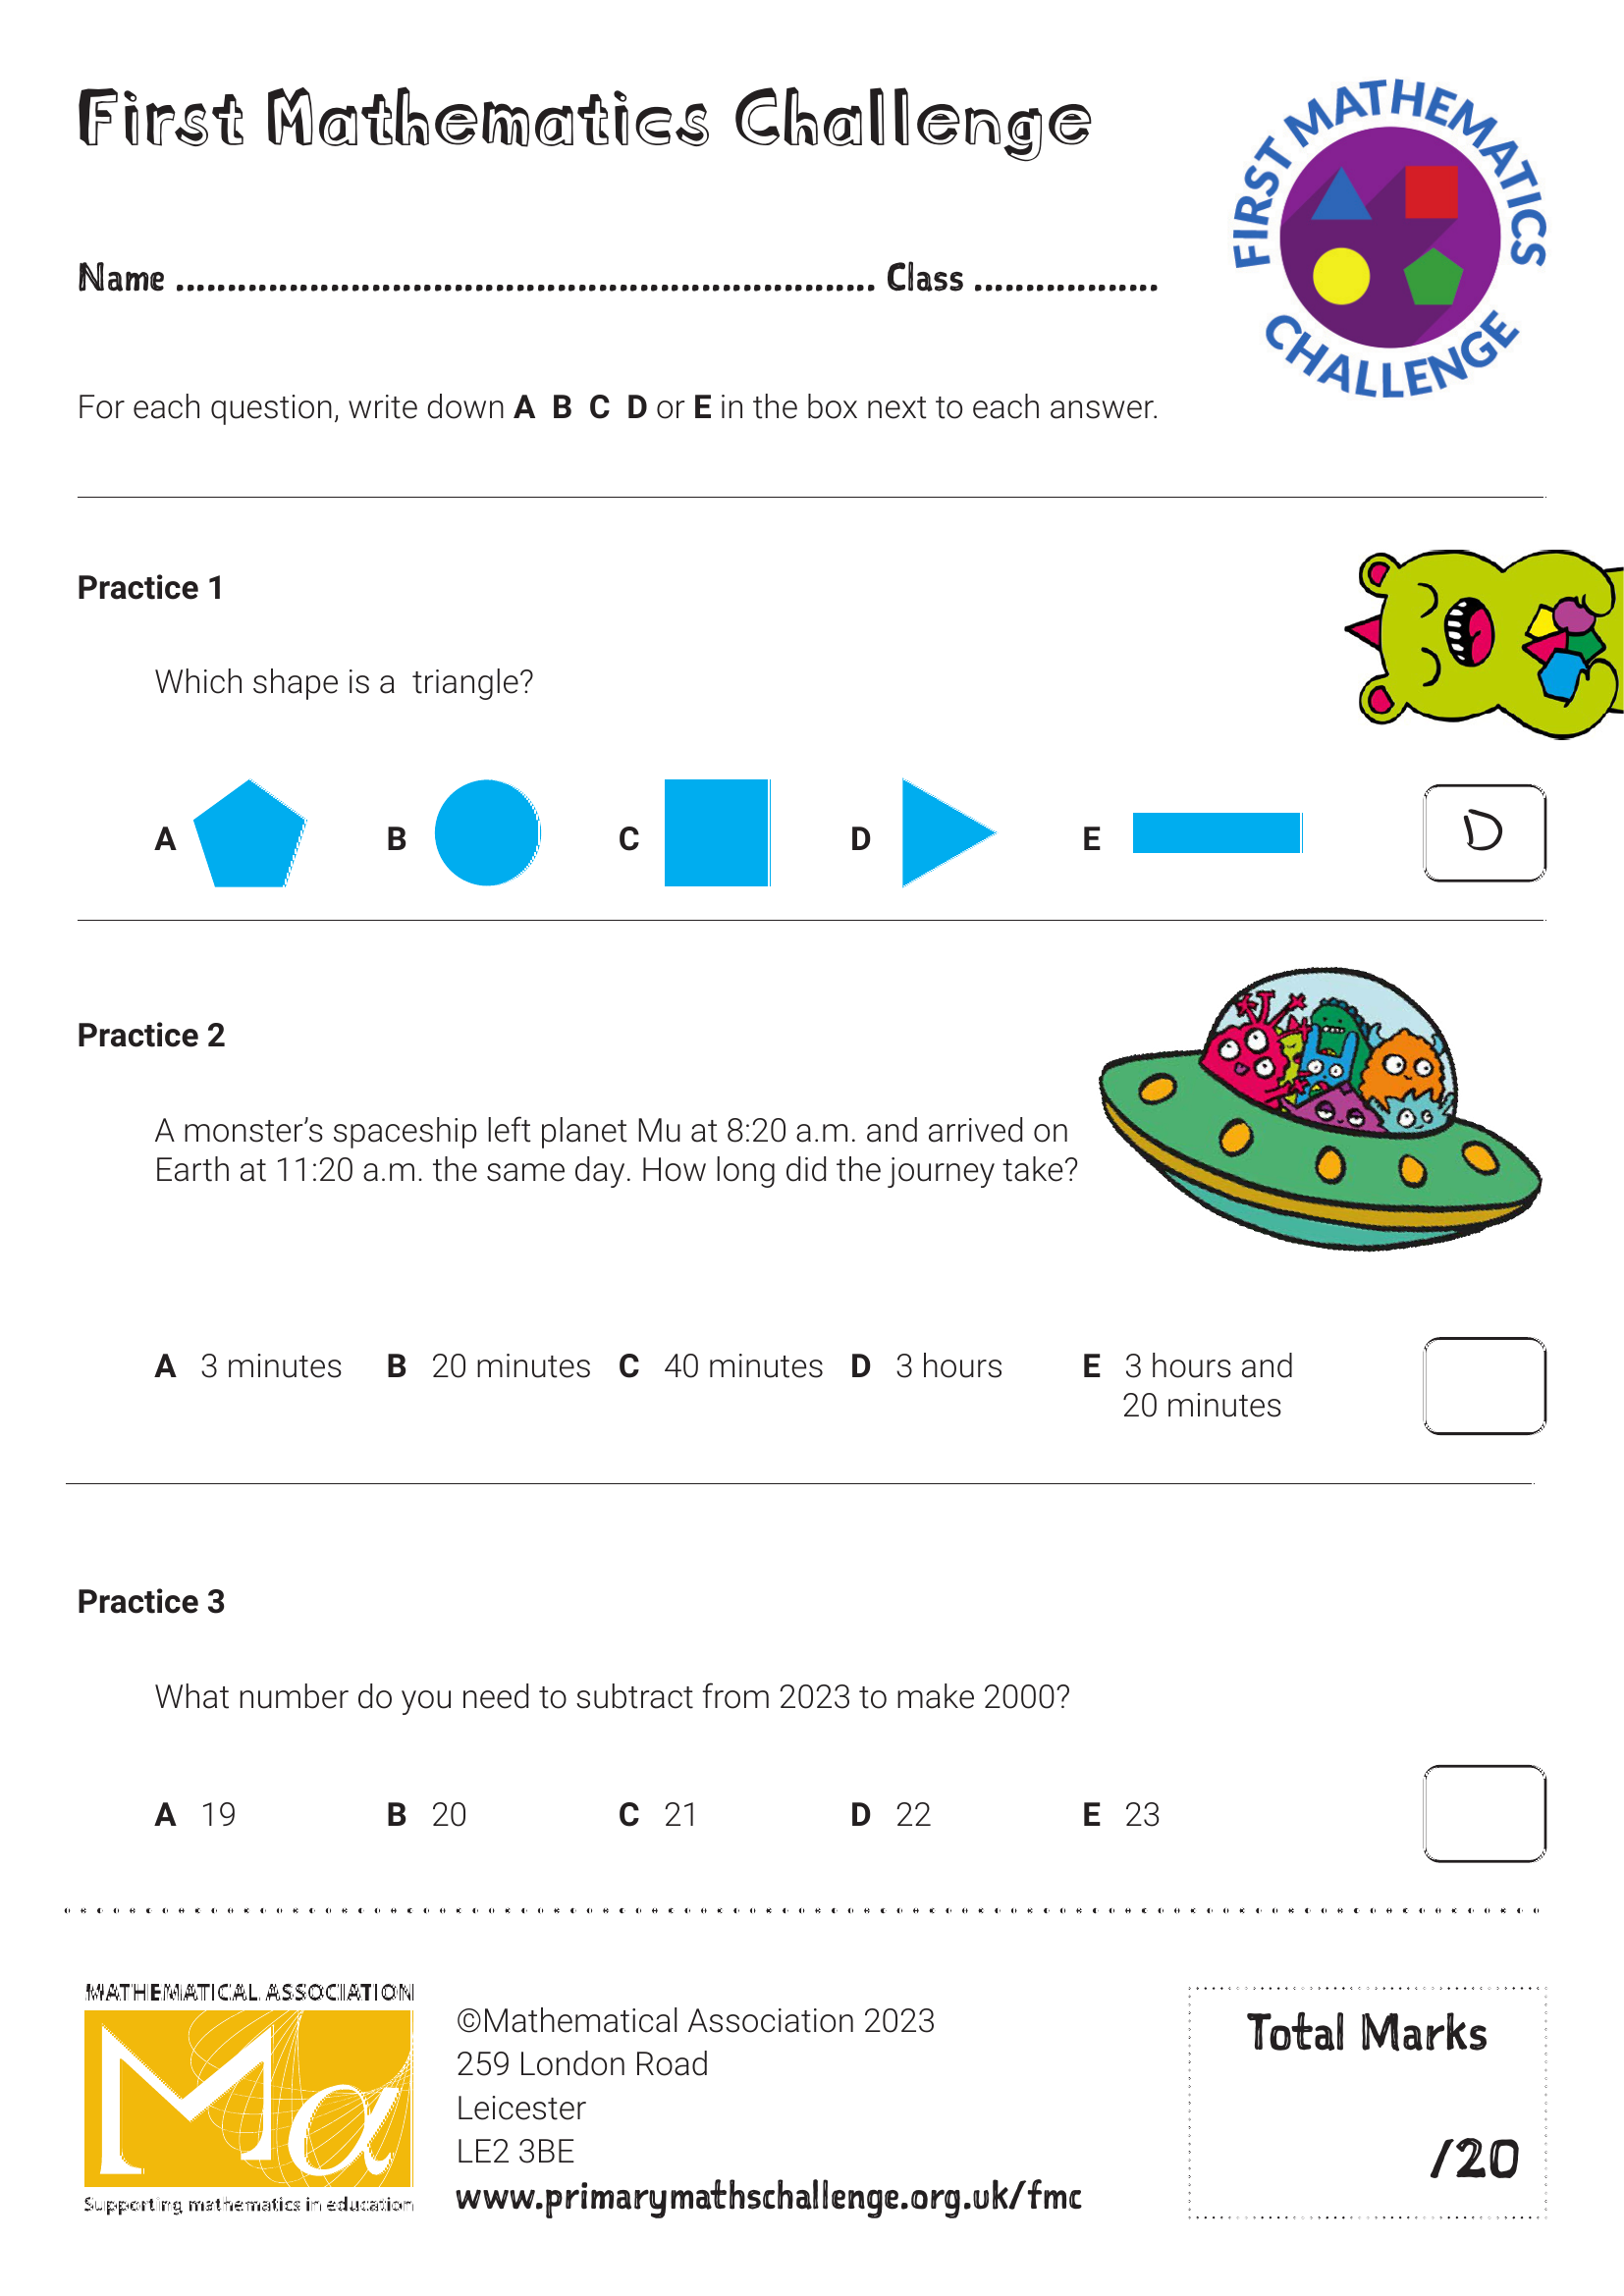 First Mathematics Challenge
FIRST MATHEMATICS
CHALLENGE
Name ........................................................................ Class ..................
For each question, write down A B C D or E in the box next to each answer.
Practice 1
Which shape is a triangle?
A B C D E D
Practice 2
A monster’s spaceship left planet Mu at 8:20 a.m. and arrived on
Earth at 11:20 a.m. the same day. How long did the journey take?
A 3 minutes B 20 minutes C 40 minutes D 3 hours E 3 hours and
20 minutes
Practice 3
What number do you need to subtract from 2023 to make 2000?
A 19 B 20 C 21 D 22 E 23
MATHEMATICAL ASSOCIATION
Ma
Supporting mathematics in education
©Mathematical Association 2023
259 London Road
Leicester
LE2 3BE
www.primarymathschallenge.org.uk/fmc
Total Marks
/20